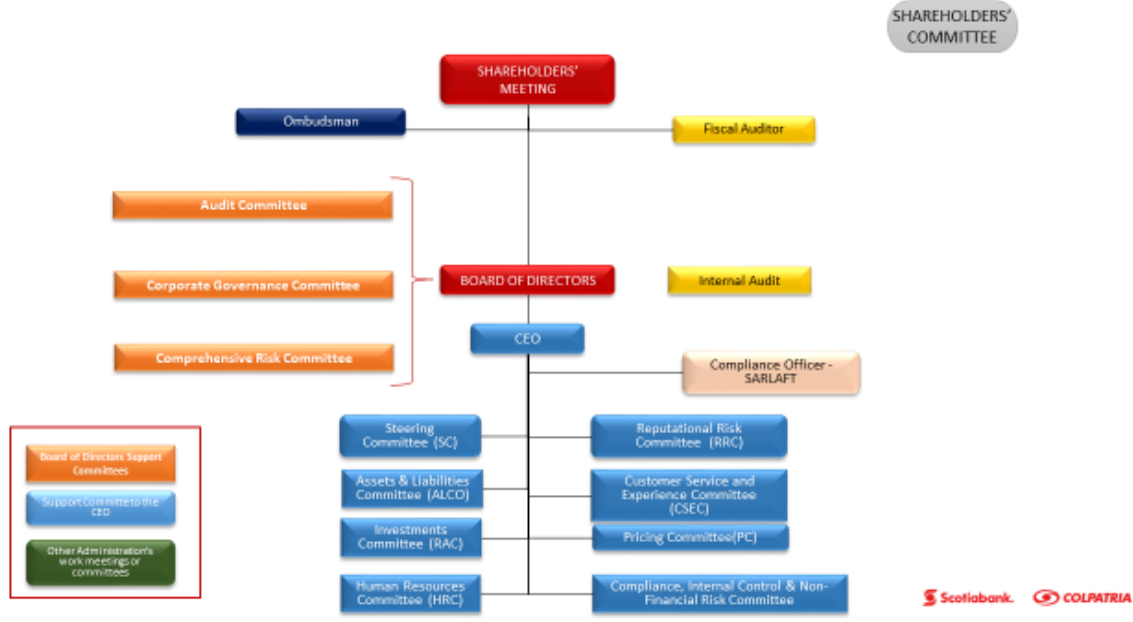 SHAREHOLDERS'
COMMITTEE
SHAREHOLDERS'
MEETING
Ombudsman
Fiscal Auditor
Audit Committee
Corporate Governance Committee
BOARD OF DIRECTORS
Internal Audit
CEO
Comprehensive Risk Committee
Compliance Officer -
SARLAFT
Steering
Committee (SC)
Reputational Risk
Committee (RRC)
Assets & Liabilities
Committee (ALCO)
Customer Service and
Experience Committee
(CSEC)
Investments
Committee (RAC)
Pricing Committee(PC)
Human Resources
Committee (HRC)
Compliance, Internal Control & Non-
Financial Risk Committee
Board of Directors Support
Committees
Support Committe to the
CEO
Other Administration's
work meetings or
committees
Scotiabank.
COLPATRIA